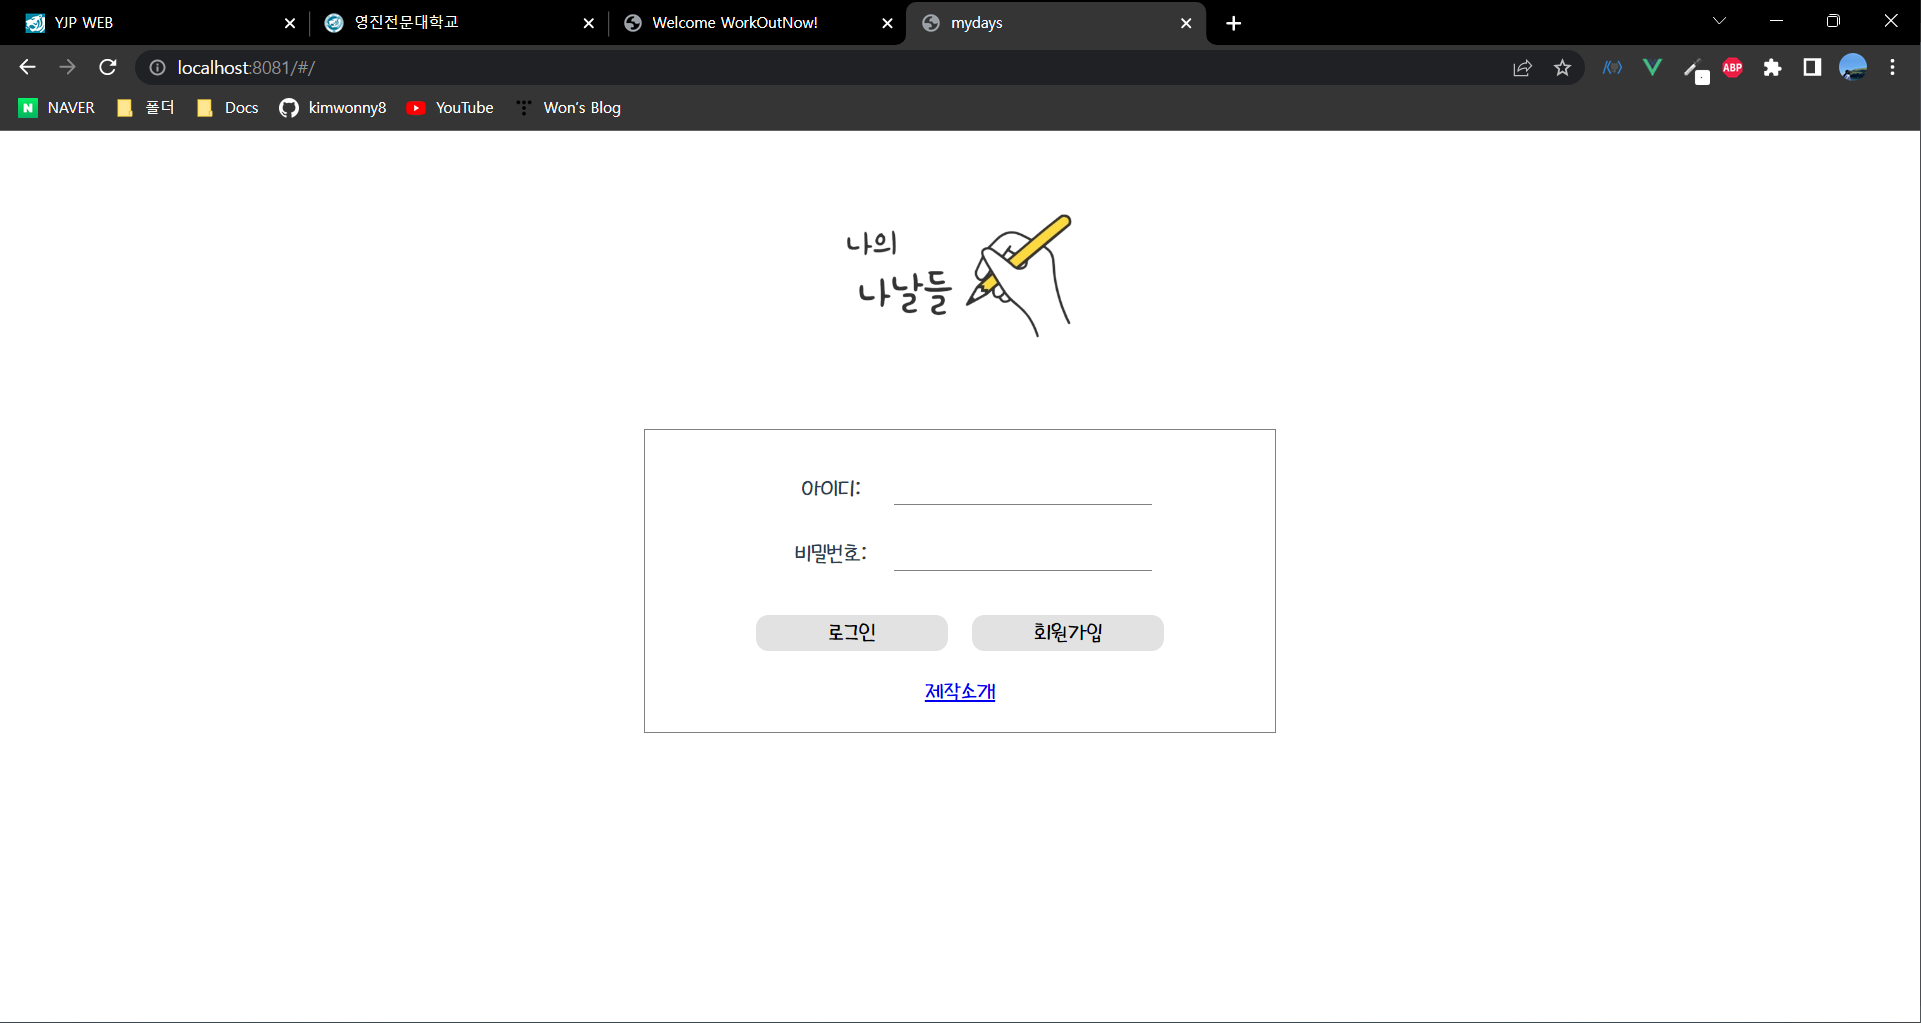 YJP WEB
영진전문대학교
Welcome WorkOutNow!
mydays
localhost:8081/#/
ABP
N NAVER
폴더
Docs
kimwonny8
YouTube
Won's Blog
나의
나날들
아이디:
비밀번호:
로그인
회원가입
제작소개